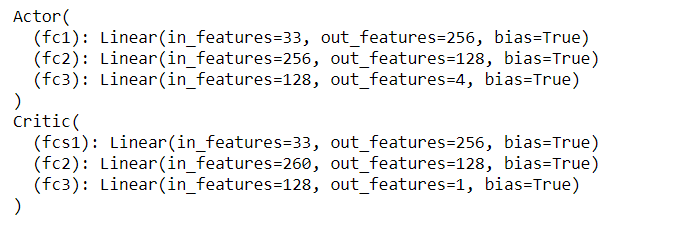 Actor(
  (fc1): Linear(in_features=33, out_features=256, bias=True)
  (fc2): Linear(in_features=256, out_features=128, bias=True)
  (fc3): Linear(in_features=128, out_features=4, bias=True)
)
Critic(
  (fcs1): Linear(in_features=33, out_features=256, bias=True)
  (fc2): Linear(in_features=260, out_features=128, bias=True)
  (fc3): Linear(in_features=128, out_features=1, bias=True)
)